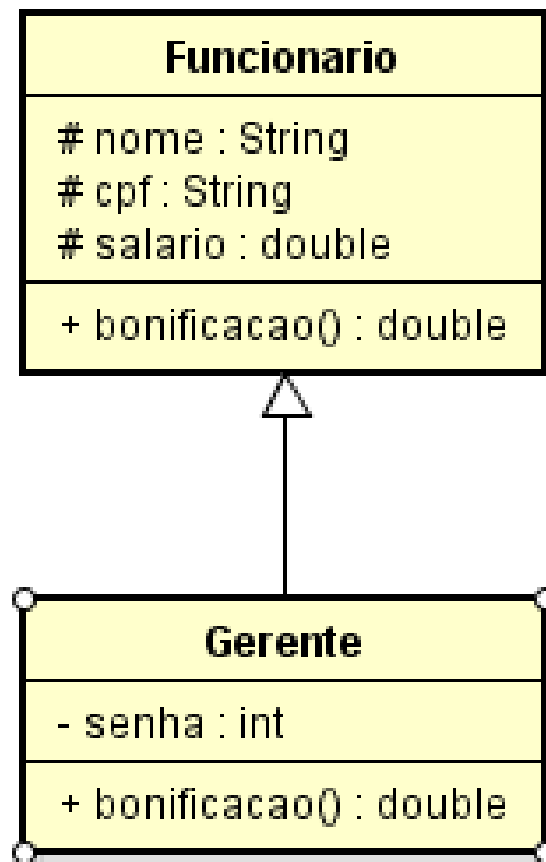 Funcionario
# nome : String
# cpf : String
# salario : double
+ bonificacao() : double
Gerente
- senha : int
+ bonificacao() : double